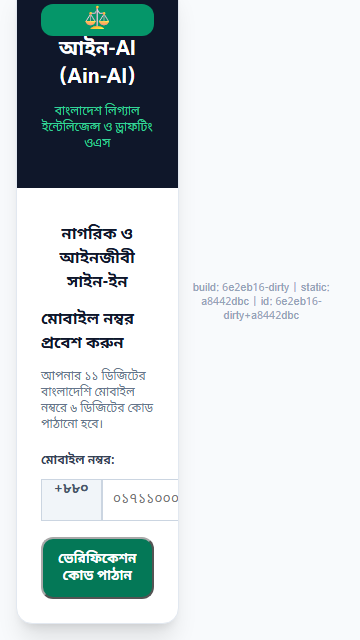 আইন-AI
(Ain-AI)
বাংলাদেশ লিগ্যাল
ইন্টেলিজেন্স ও ড্রাফটিং
ওএস
নাগরিক ও
আইনজীবী
সাইন-ইন
মোবাইল নম্বর
প্রবেশ করুন
আপনার ১১ ডিজিটের
বাংলাদেশি মোবাইল
নম্বরে ৬ ডিজিটের কোড
পাঠানো হবে।
মোবাইল নম্বর:
+৮৮০
০১৭১১০০০
ভেরিফিকেশন
কোড পাঠান
build: 6e2eb16-dirty | static:
a8442dbc | id: 6e2eb16-
dirty+a8442dbc